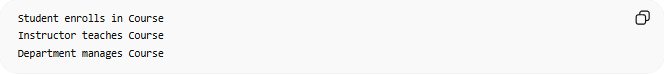 Student enrolls in Course
Instructor teaches Course
Department manages Course